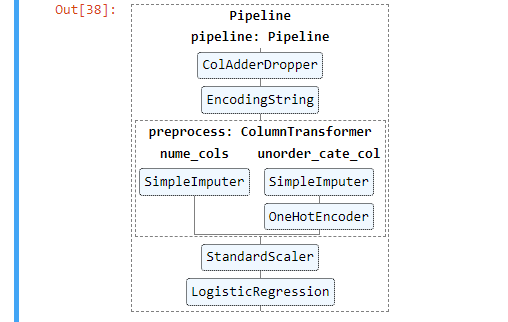 Out[38]:
Pipeline
pipeline: Pipeline
ColAdderDropper
EncodingString
preprocess: ColumnTransformer
nume_cols unorder_cate_col
SimpleImputer SimpleImputer
OneHotEncoder
StandardScaler
LogisticRegression